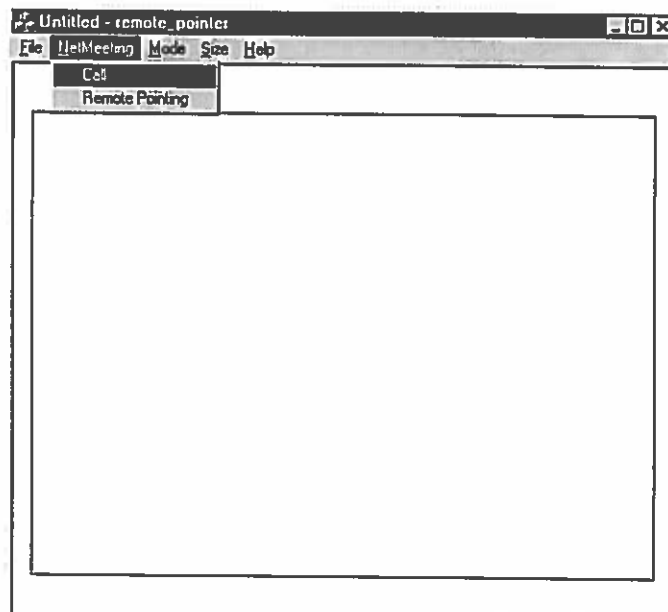 Untitled - remote_pointer
File NetMeeting Mode Size Help
Call
Remote Pointing